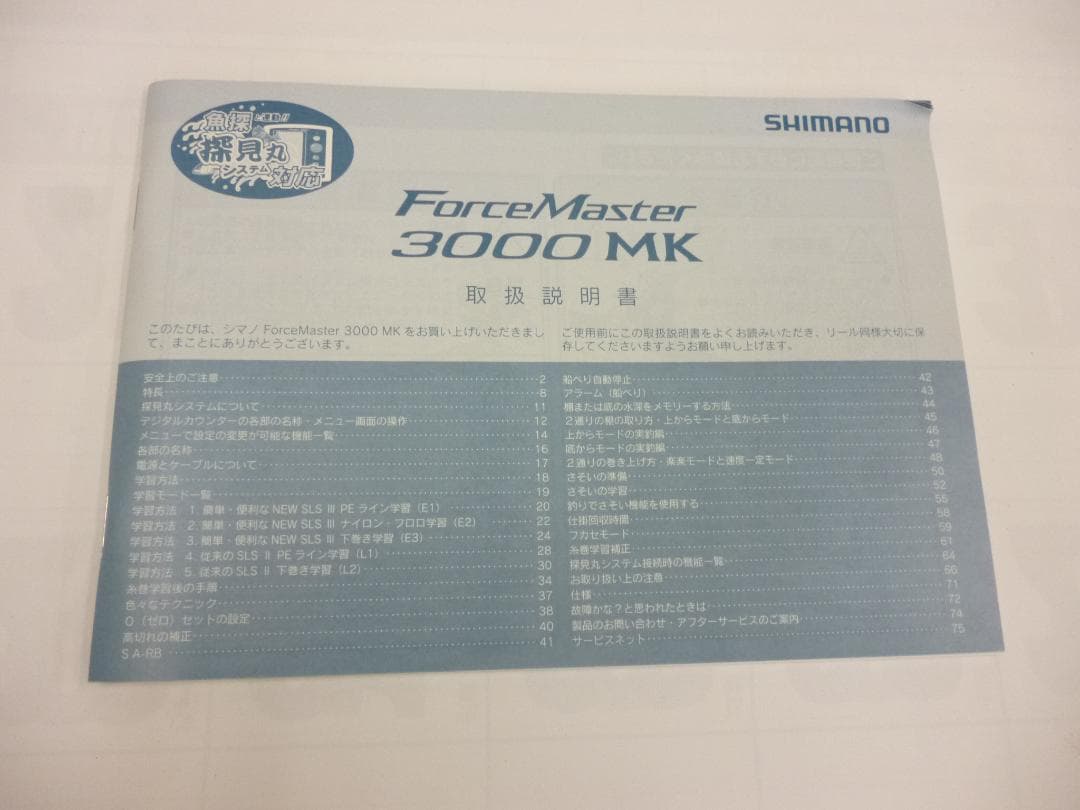 魚探と連動!!
探見丸
システム対応
SHIMANO
ForceMaster
3000 MK
取扱説明書
このたびは、シマノ ForceMaster 3000 MK をお買い上げいただきまし
て、まことにありがとうございます。
ご使用前にこの取扱説明書をよくお読みいただき、リール同様大切に保
存してくださいますようお願い申し上げます。
安全上のご注意 2
特長 8
探見丸システムについて 11
デジタルカウンターの各部の名称・メニュー画面の操作 12
メニューで設定の変更が可能な機能一覧 14
各部の名称 16
電源とケーブルについて 17
学習方法 18
学習モード一覧 19
学習方法 1. 簡単・便利な NEW SLS III PE ライン学習（E1） 20
学習方法 2. 簡単・便利な NEW SLS III ナイロン・フロロ学習（E2） 22
学習方法 3. 簡単・便利な NEW SLS III 下巻き学習（E3） 24
学習方法 4. 従来の SLS II PE ライン学習（L1） 28
学習方法 5. 従来の SLS II 下巻き学習（L2） 30
糸巻学習後の手順 34
色々なテクニック 37
0（ゼロ）セットの設定 38
高切れの補正 40
S A-RB 41
船べり自動停止 42
アラーム（船べり） 43
棚または底の水深をメモリーする方法 44
2通りの棚の取り方・上からモードと底からモード 45
上からモードの実釣編 46
底からモードの実釣編 47
2通りの巻き上げ方・楽楽モードと速度一定モード 48
さそいの準備 50
さそいの学習 52
釣りでさそい機能を使用する 55
仕掛回収時間 58
フカセモード 59
糸巻学習補正 61
探見丸システム接続時の機能一覧 64
お取り扱い上の注意 66
仕様 71
故障かな？と思われたときは 72
製品のお問い合わせ・アフターサービスのご案内 74
サービスネット 75